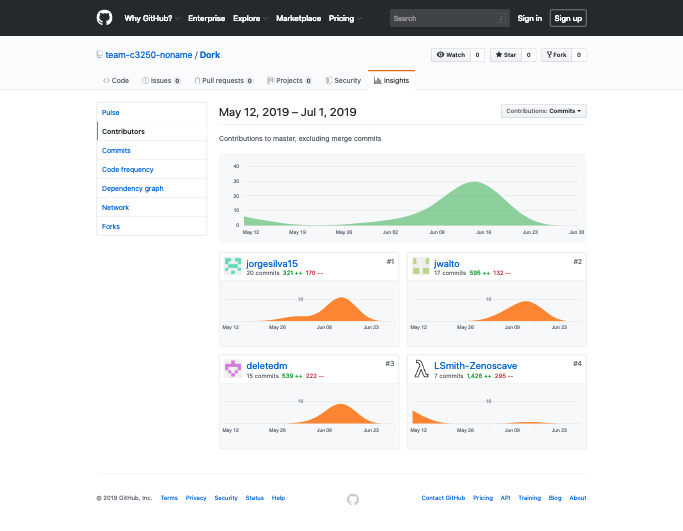 Why GitHub? Enterprise Explore Marketplace Pricing Search / Sign in Sign up
team-c3250-noname / Dork Watch 0 Star 0 Fork 0
Code Issues 0 Pull requests 0 Projects 0 Security Insights
Pulse
Contributors
Commits
Code frequency
Dependency graph
Network
Forks
May 12, 2019 – Jul 1, 2019 Contributions: Commits
Contributions to master, excluding merge commits
40
30
20
10
0
May 12 May 19 May 26 Jun 02 Jun 09 Jun 16 Jun 23 Jun 30
jorgesilva15 #1
20 commits 321 ++ 170 --
10
May 12 May 26 Jun 09 Jun 23
jwalto #2
17 commits 595 ++ 132 --
10
May 12 May 26 Jun 09 Jun 23
deletedm #3
15 commits 539 ++ 222 --
10
May 12 May 26 Jun 09 Jun 23
LSmith-Zenoscave #4
7 commits 1,426 ++ 295 --
10
May 12 May 26 Jun 09 Jun 23
© 2019 GitHub, Inc. Terms Privacy Security Status Help Contact GitHub Pricing API Training Blog About